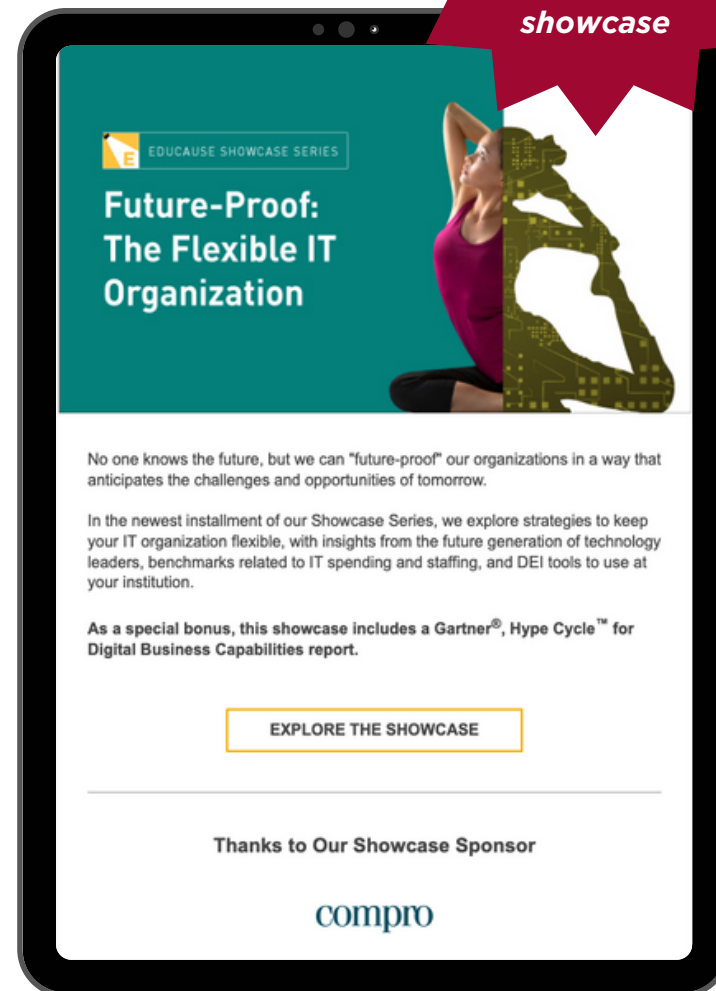 showcase
E
EDUCAUSE SHOWCASE SERIES
Future-Proof:
The Flexible IT
Organization
No one knows the future, but we can "future-proof" our organizations in a way that
anticipates the challenges and opportunities of tomorrow.
In the newest installment of our Showcase Series, we explore strategies to keep
your IT organization flexible, with insights from the future generation of technology
leaders, benchmarks related to IT spending and staffing, and DEI tools to use at
your institution.
As a special bonus, this showcase includes a Gartner®, Hype Cycle™ for
Digital Business Capabilities report.
EXPLORE THE SHOWCASE
Thanks to Our Showcase Sponsor
compro